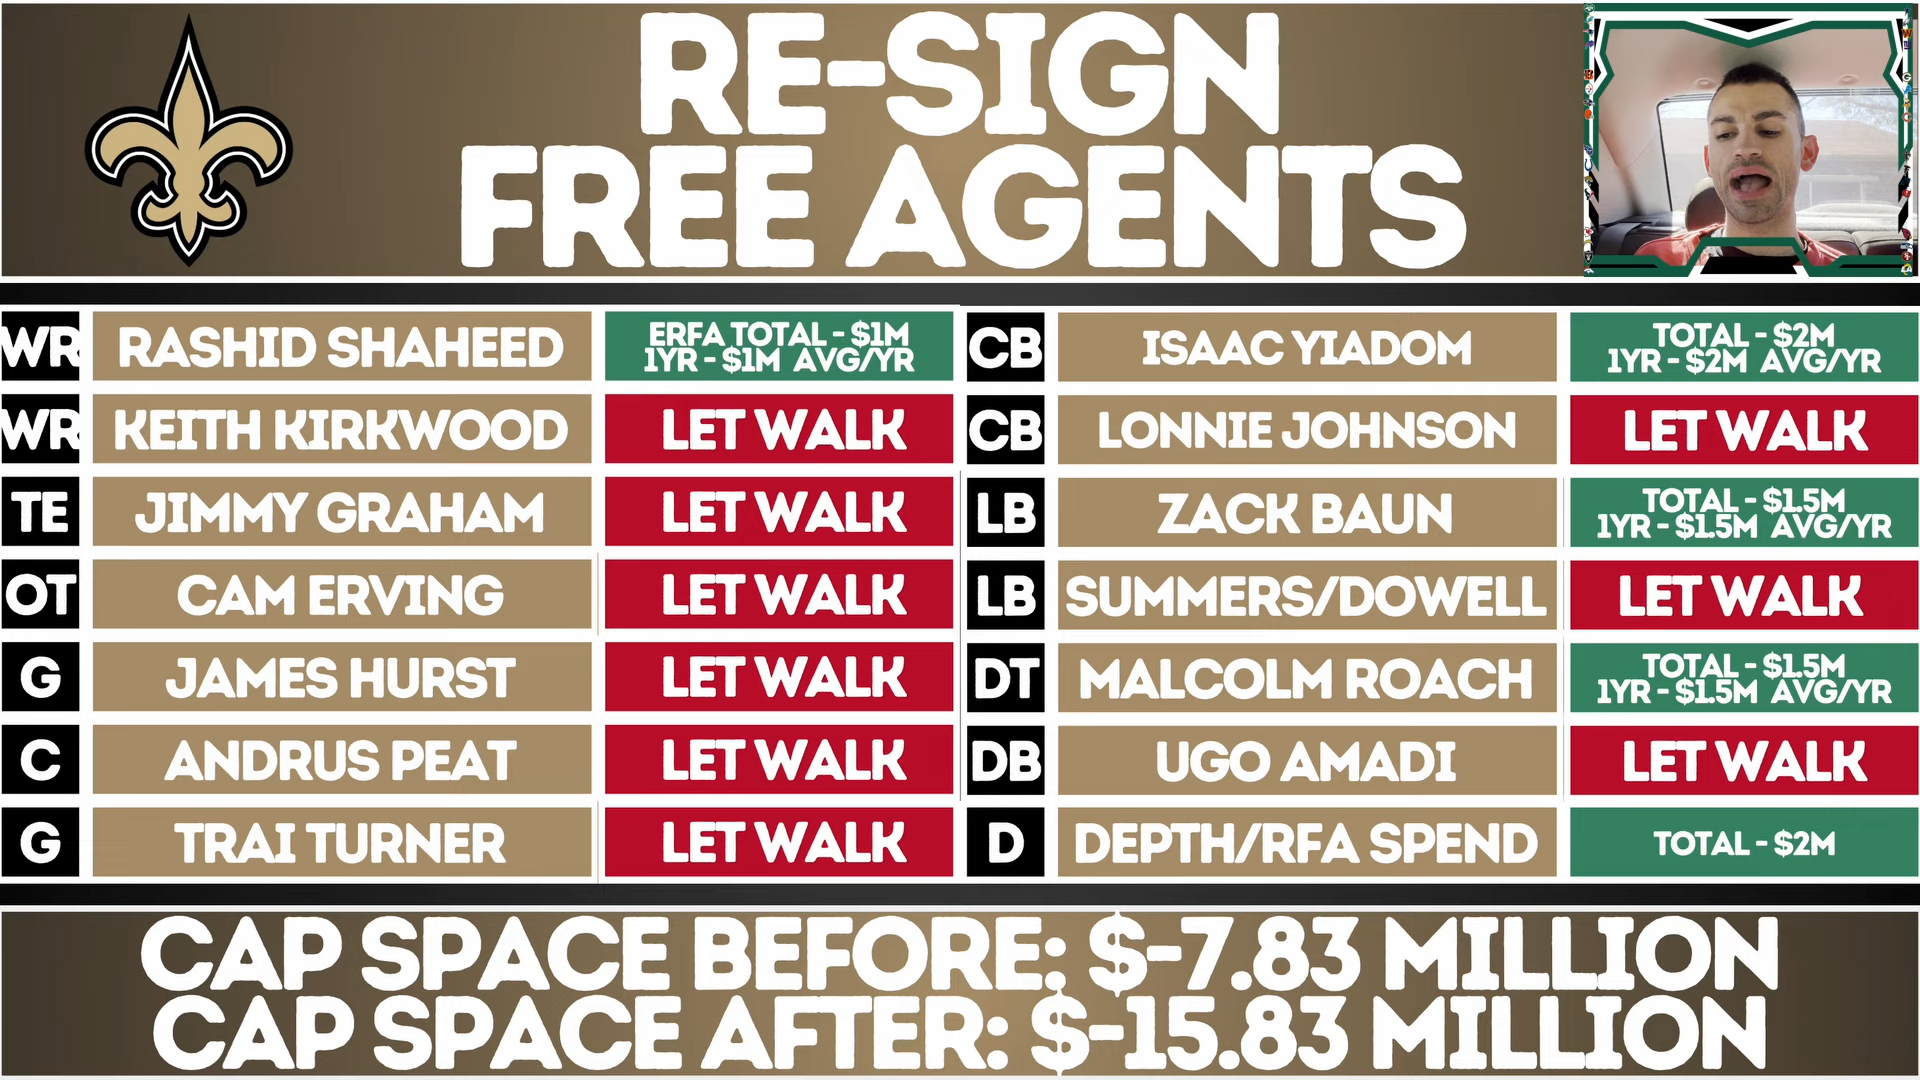 RE-SIGN
FREE AGENTS
WR RASHID SHAHEED ERFA TOTAL - $1M
1YR - $1M AVG/YR
WR KEITH KIRKWOOD LET WALK
TE JIMMY GRAHAM LET WALK
OT CAM ERVING LET WALK
G JAMES HURST LET WALK
C ANDRUS PEAT LET WALK
G TRAI TURNER LET WALK
CB ISAAC YIADOM TOTAL - $2M
1YR - $2M AVG/YR
CB LONNIE JOHNSON LET WALK
LB ZACK BAUN TOTAL - $1.5M
1YR - $1.5M AVG/YR
LB SUMMERS/DOWELL LET WALK
DT MALCOLM ROACH TOTAL - $1.5M
1YR - $1.5M AVG/YR
DB UGO AMADI LET WALK
D DEPTH/RFA SPEND TOTAL - $2M
CAP SPACE BEFORE: $-7.83 MILLION
CAP SPACE AFTER: $-15.83 MILLION